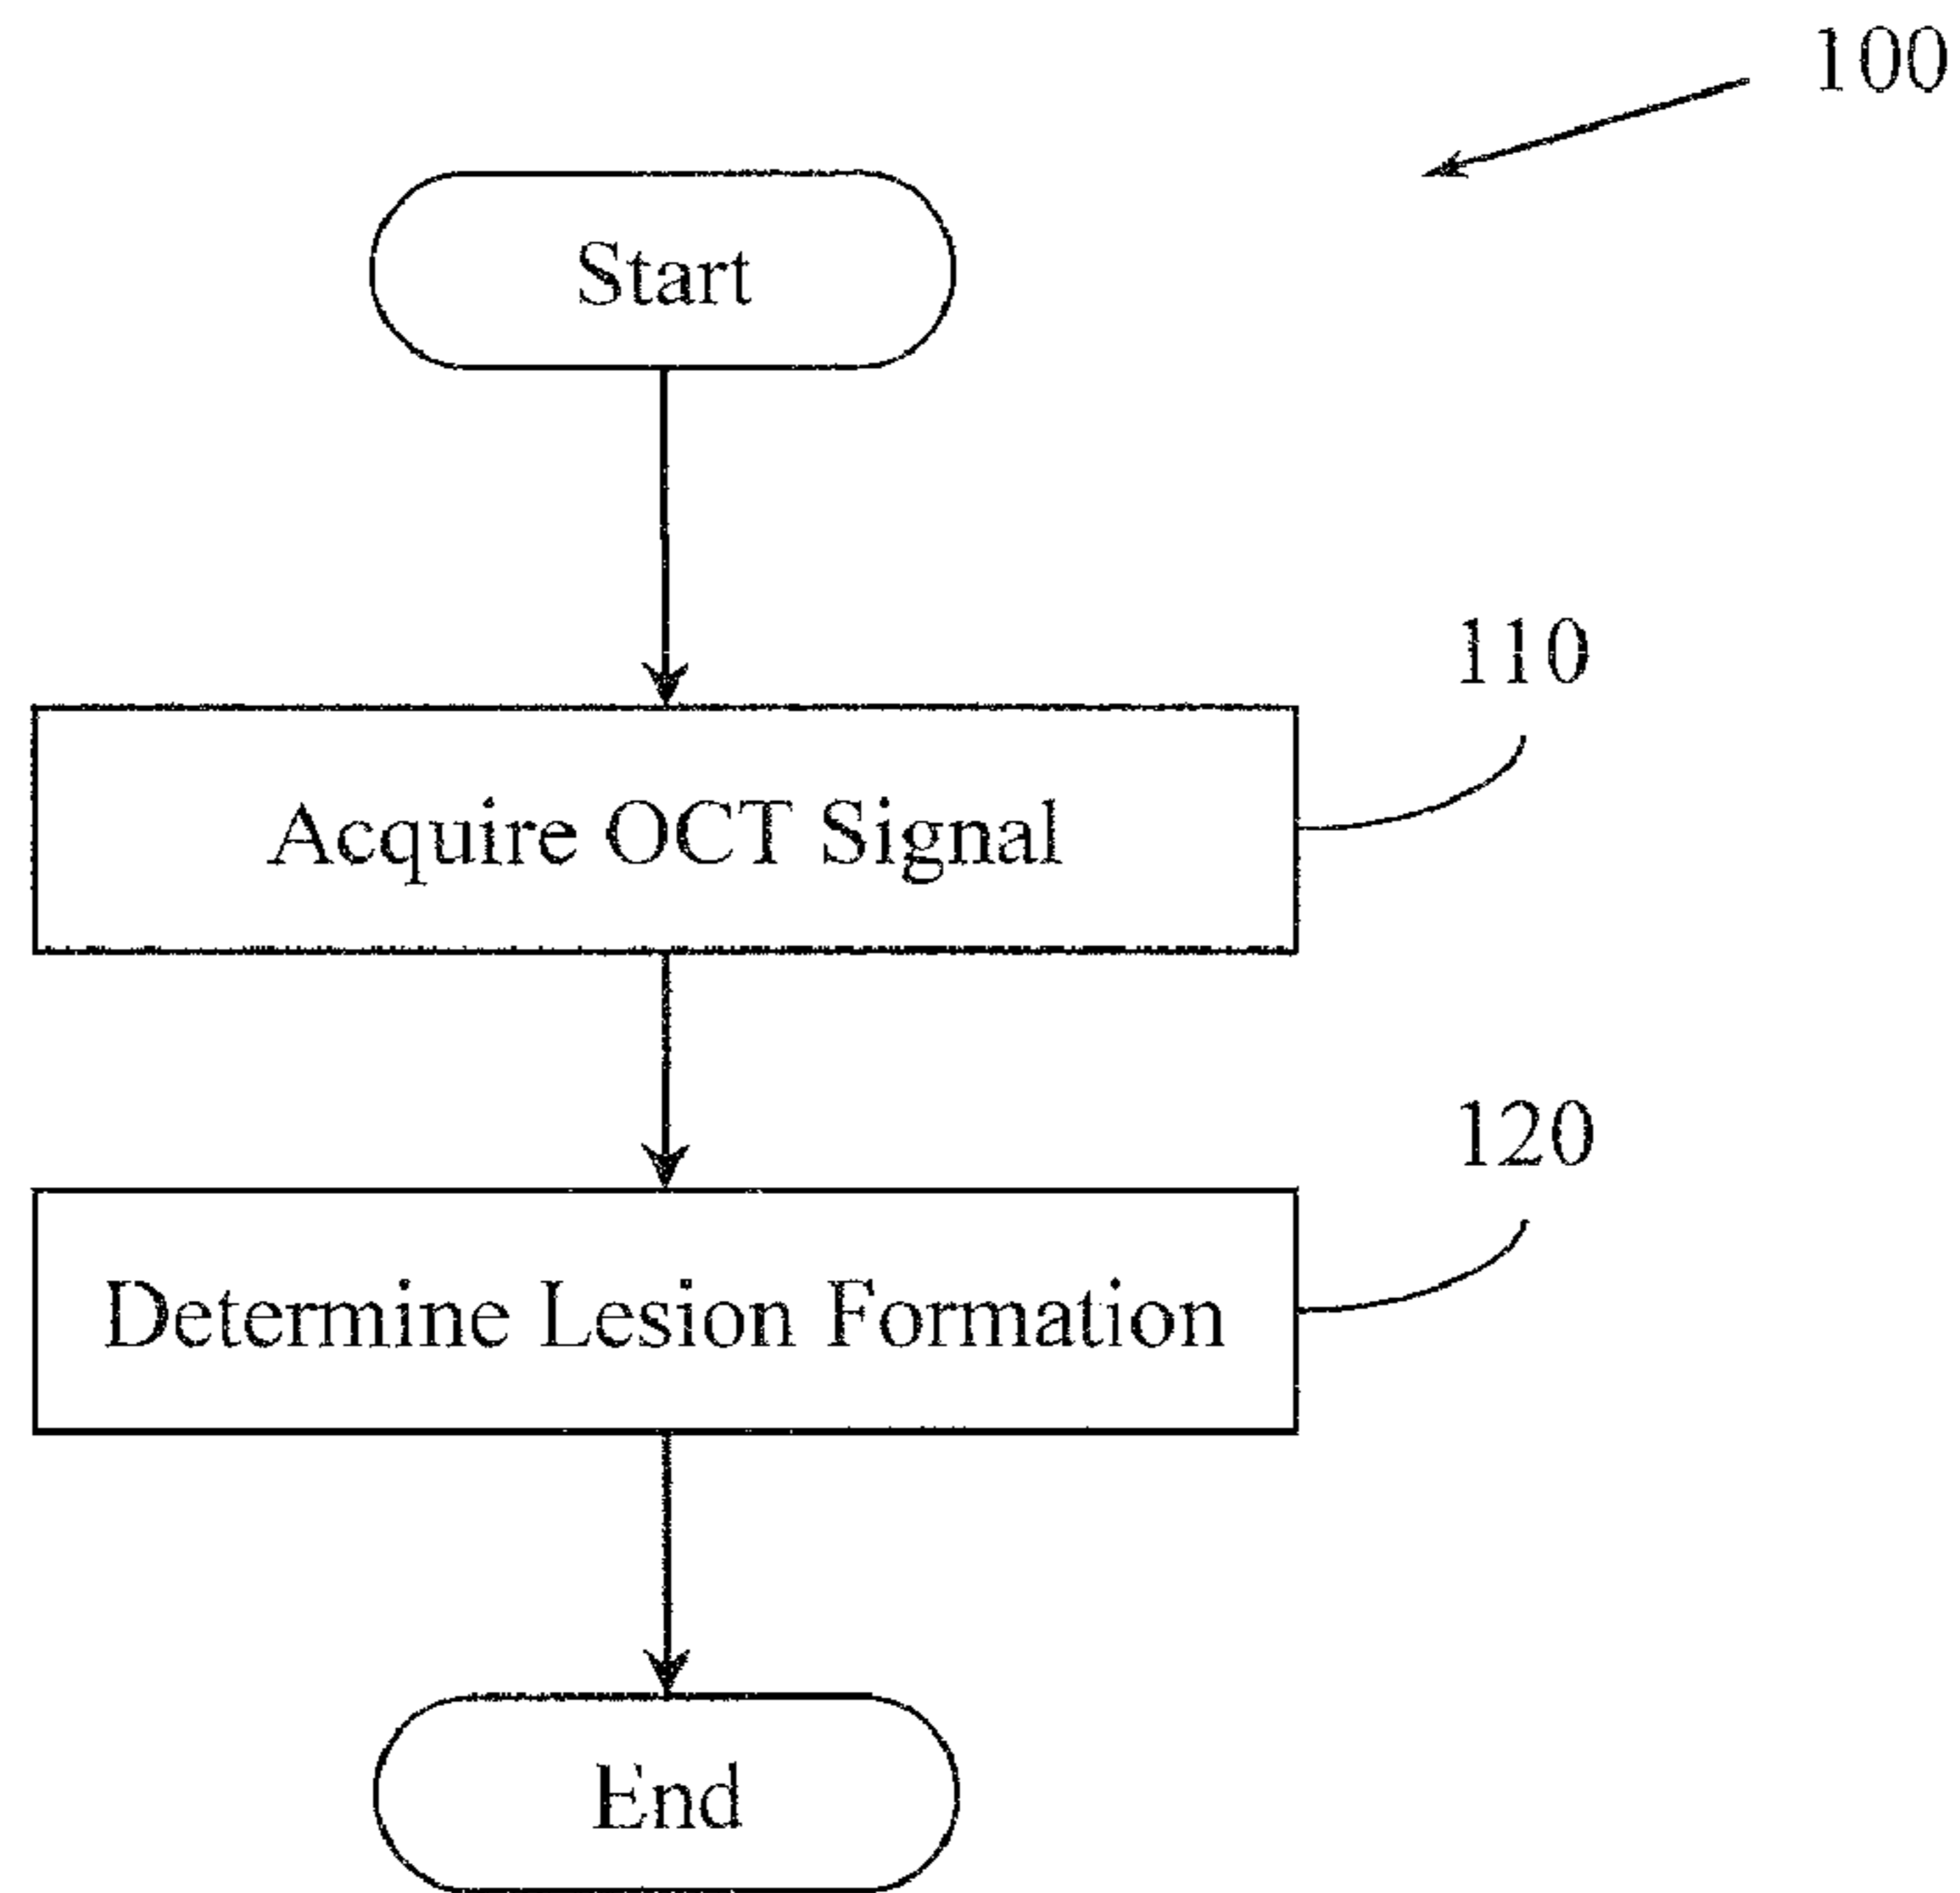 100
Start
110
Acquire OCT Signal
120
Determine Lesion Formation
End